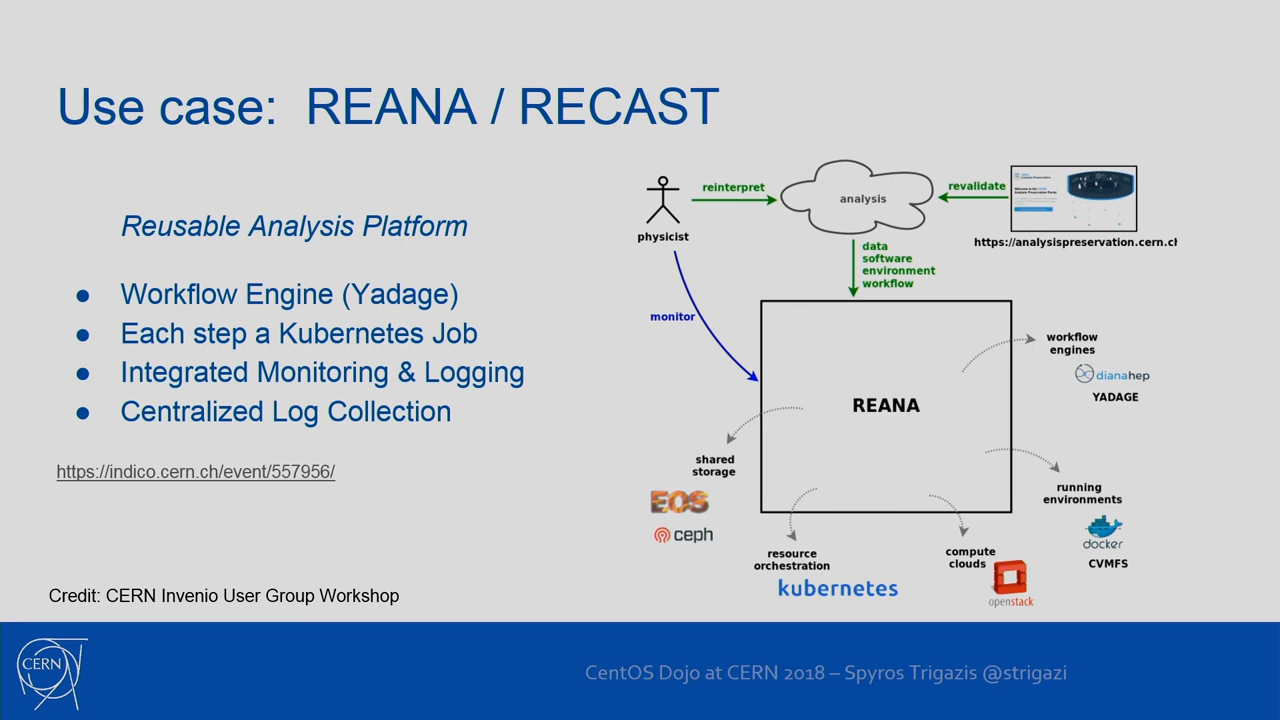 Use case: REANA / RECAST
Reusable Analysis Platform
● Workflow Engine (Yadage)
● Each step a Kubernetes Job
● Integrated Monitoring & Logging
● Centralized Log Collection
https://indico.cern.ch/event/557956/
Credit: CERN Invenio User Group Workshop
physicist
reinterpret
analysis
revalidate
https://analysispreservation.cern.ch
data
software
environment
workflow
monitor
REANA
workflow
engines
dianahep
YADAGE
shared
storage
EOS
ceph
running
environments
docker
CVMFS
resource
orchestration
kubernetes
compute
clouds
openstack
CERN
CentOS Dojo at CERN 2018 – Spyros Trigazis @strigazi